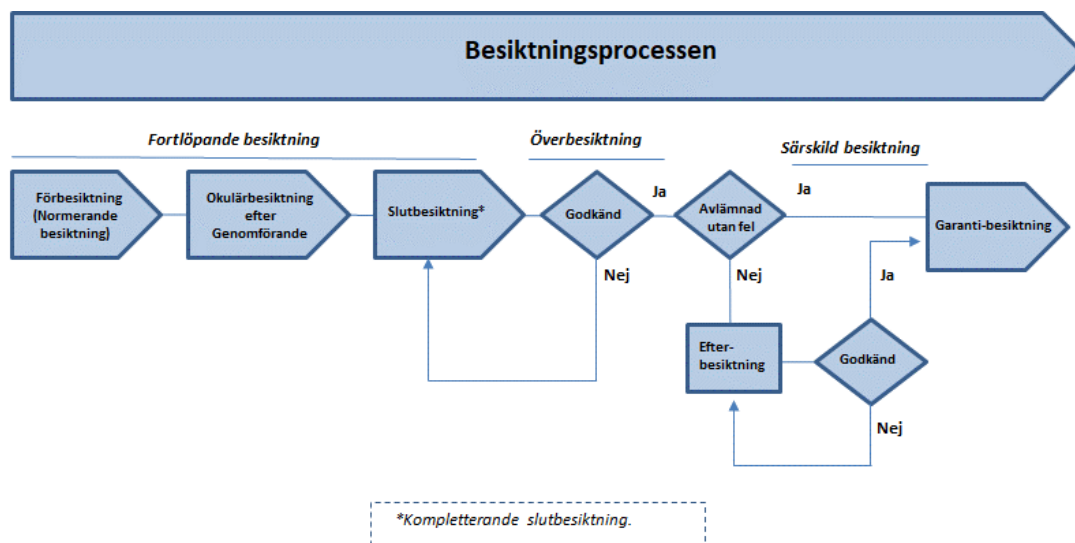 Besiktningsprocessen
Fortlöpande besiktning
Överbesiktning
Särskild besiktning
Förbesiktning
(Normerande
besiktning)
Okulärbesiktning
efter
Genomförande
Slutbesiktning*
Godkänd
Ja
Avlämnad
utan fel
Ja
Garanti-besiktning
Nej
Nej
Ja
Efter-
besiktning
Godkänd
Nej
*Kompletterande slutbesiktning.